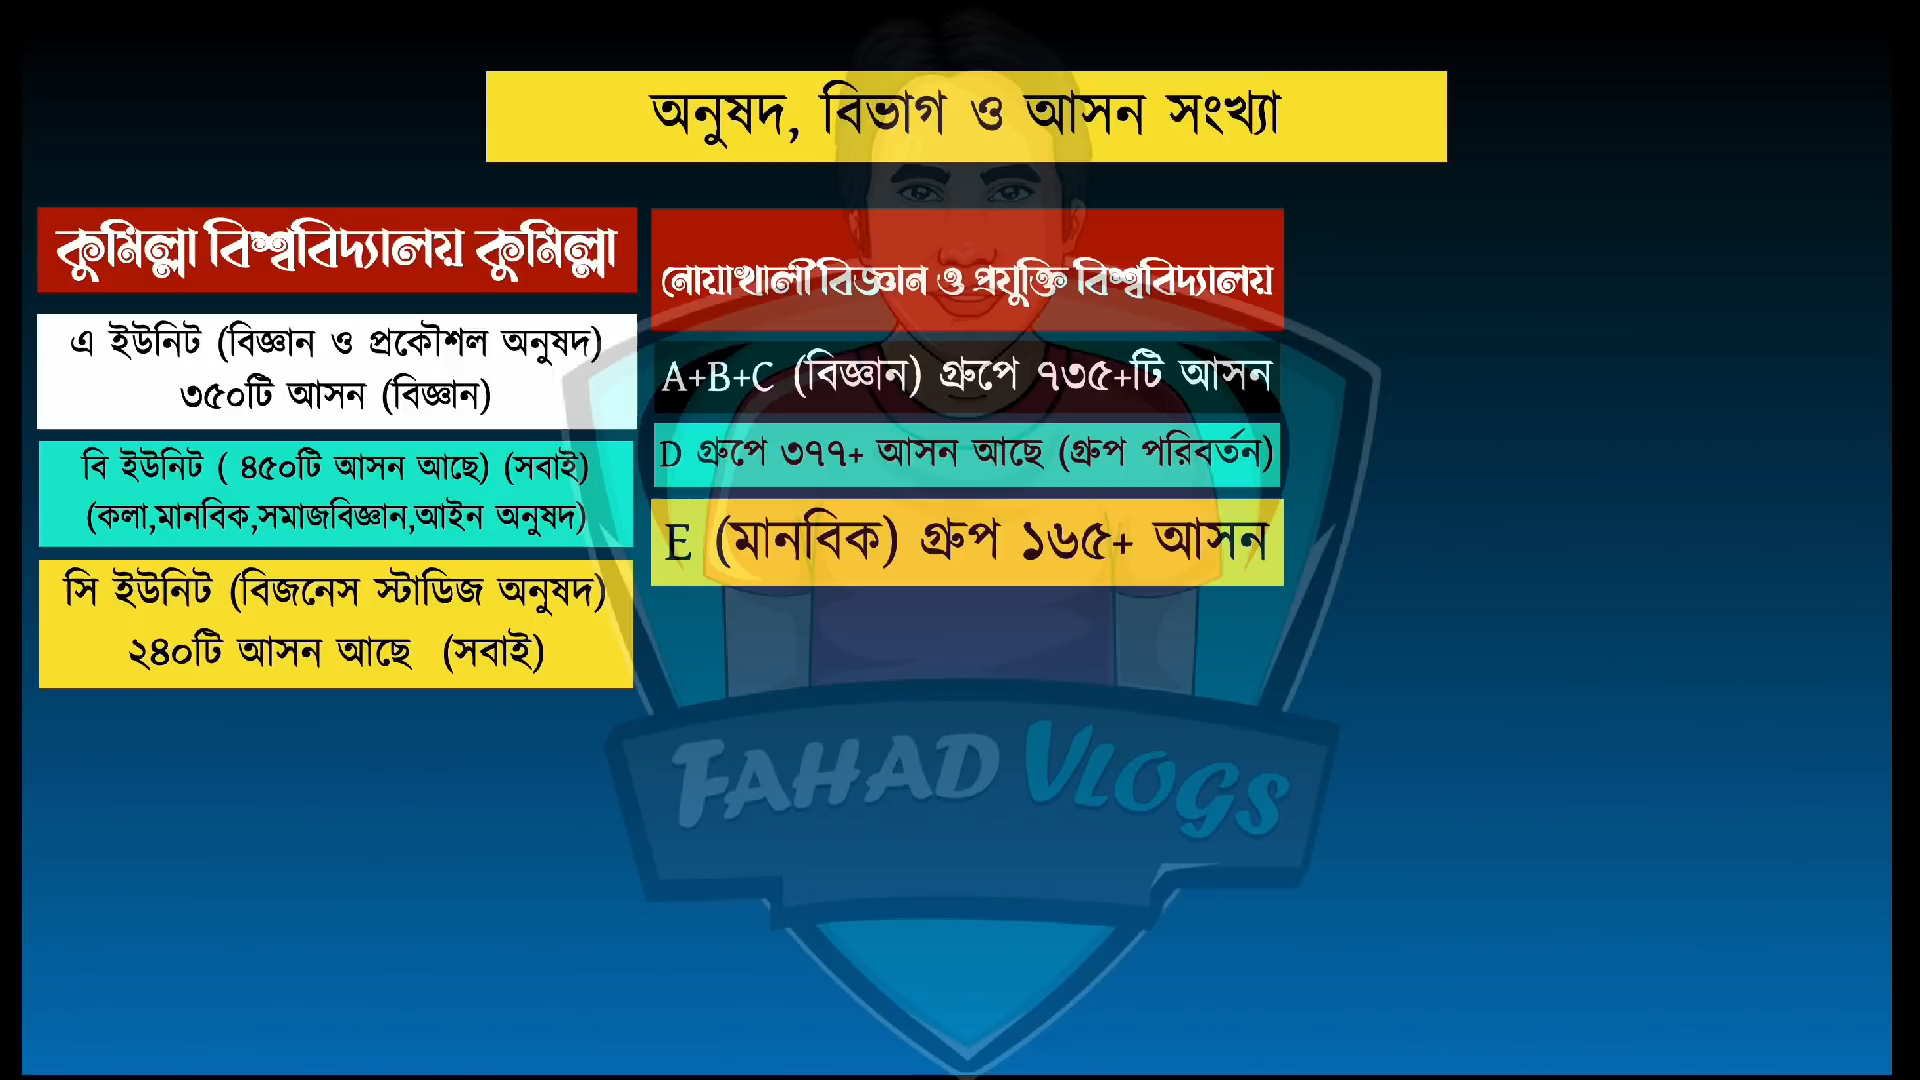 অনুষদ, বিভাগ ও আসন সংখ্যা
কুমিল্লা বিশ্ববিদ্যালয় কুমিল্লা
এ ইউনিট (বিজ্ঞান ও প্রকৌশল অনুষদ)
৩৫০টি আসন (বিজ্ঞান)
বি ইউনিট ( ৪৫০টি আসন আছে) (সবাই)
(কলা,মানবিক,সমাজবিজ্ঞান,আইন অনুষদ)
সি ইউনিট (বিজনেস স্টাডিজ অনুষদ)
২৪০টি আসন আছে (সবাই)
নোয়াখালী বিজ্ঞান ও প্রযুক্তি বিশ্ববিদ্যালয়
A+B+C (বিজ্ঞান) গ্রুপে ৭৩৫+টি আসন
D গ্রুপে ৩৭৭+ আসন আছে (গ্রুপ পরিবর্তন)
E (মানবিক) গ্রুপ ১৬৫+ আসন
FAHAD VLOGS